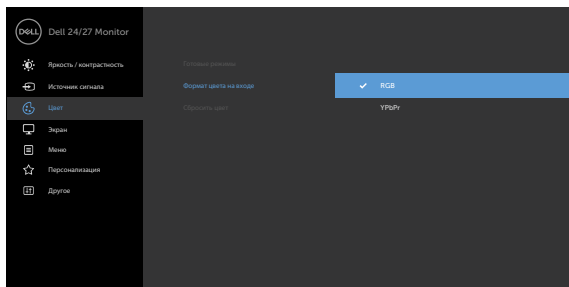 DELL
Dell 24/27 Monitor
Яркость / контрастность
Источник сигнала
Цвет
Экран
Меню
Персонализация
Другое
Готовые режимы
Формат цвета на входе
Сбросить цвет
RGB
YPbPr